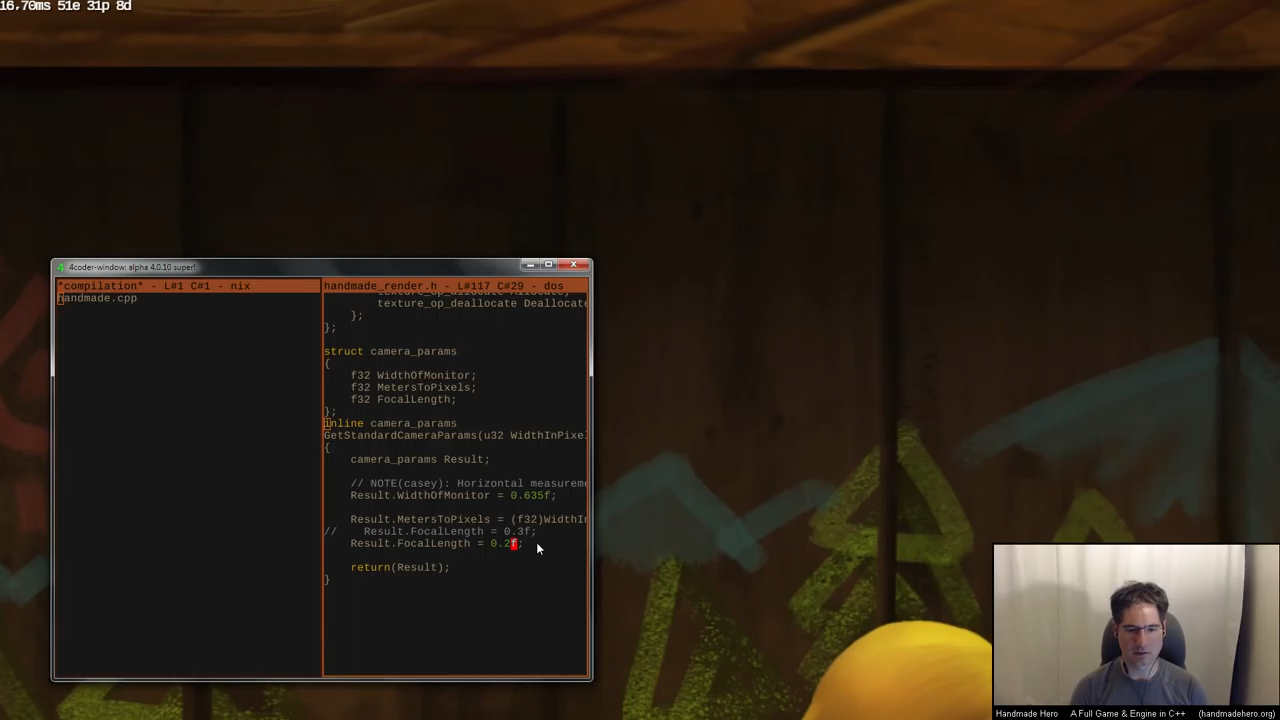 16.70ms 51e 31p 8d
4coder-window: alpha 4.0.10 super!
*compilation* - L#1 C#1 - nix
handmade.cpp
handmade_render.h - L#117 C#29 - dos
texture_op_deallocate Deallocate
};
};
struct camera_params
{
f32 WidthOfMonitor;
f32 MetersToPixels;
f32 FocalLength;
};
inline camera_params
GetStandardCameraParams(u32 WidthInPixel
{
camera_params Result;
// NOTE(casey): Horizontal measureme
Result.WidthOfMonitor = 0.635f;
Result.MetersToPixels = (f32)WidthIn
// Result.FocalLength = 0.3f;
Result.FocalLength = 0.2f;
return(Result);
}
Handmade Hero A Full Game & Engine in C++ (handmadehero.org)